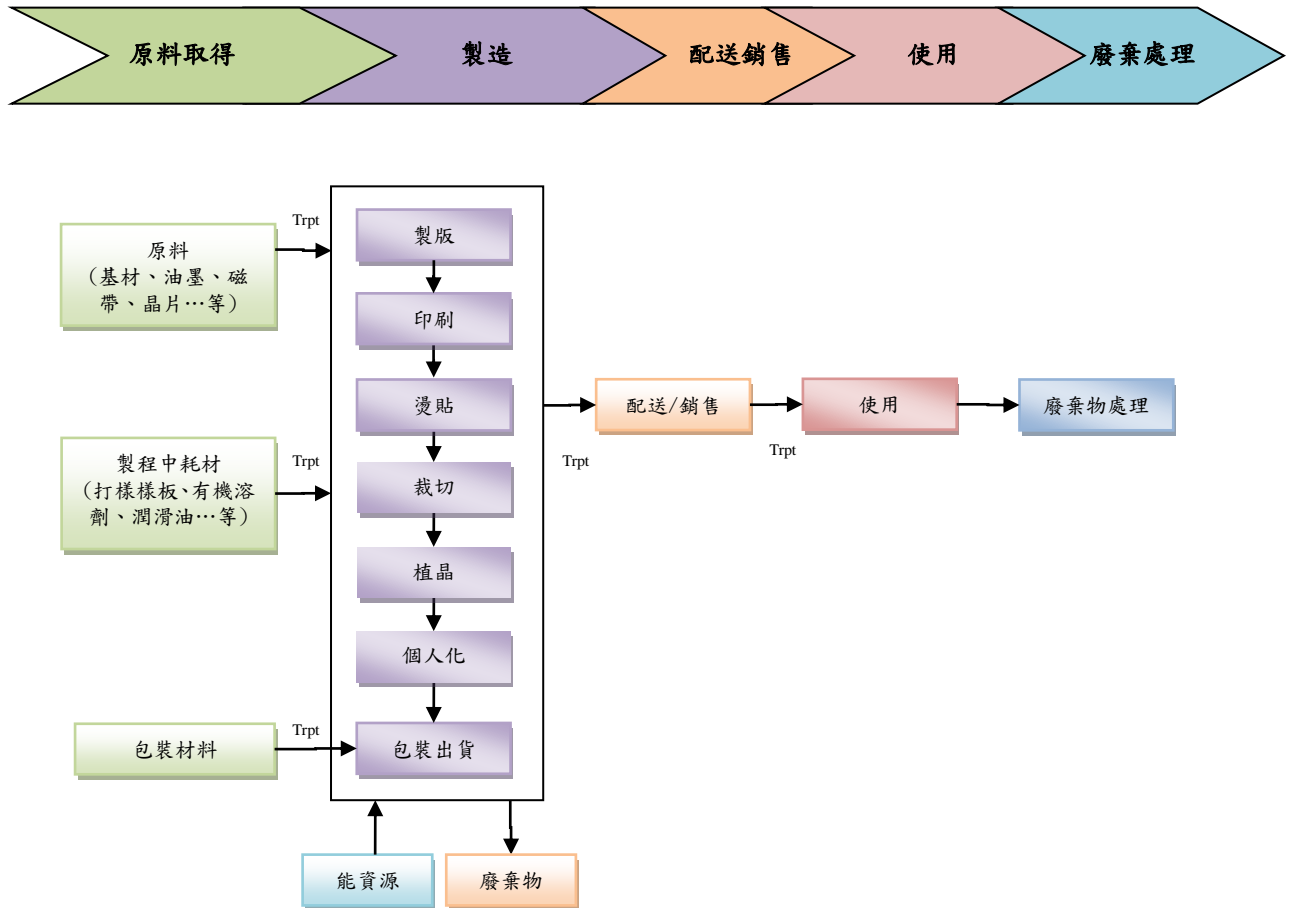 原料取得
製造
配送銷售
使用
廢棄處理
Trpt
原料
（基材、油墨、磁
帶、晶片…等）
製版
印刷
燙貼
配送/銷售
使用
廢棄物處理
Trpt
Trpt
Trpt
製程中耗材
（打樣樣板、有機溶
劑、潤滑油…等）
裁切
植晶
個人化
Trpt
包裝材料
包裝出貨
能資源
廢棄物